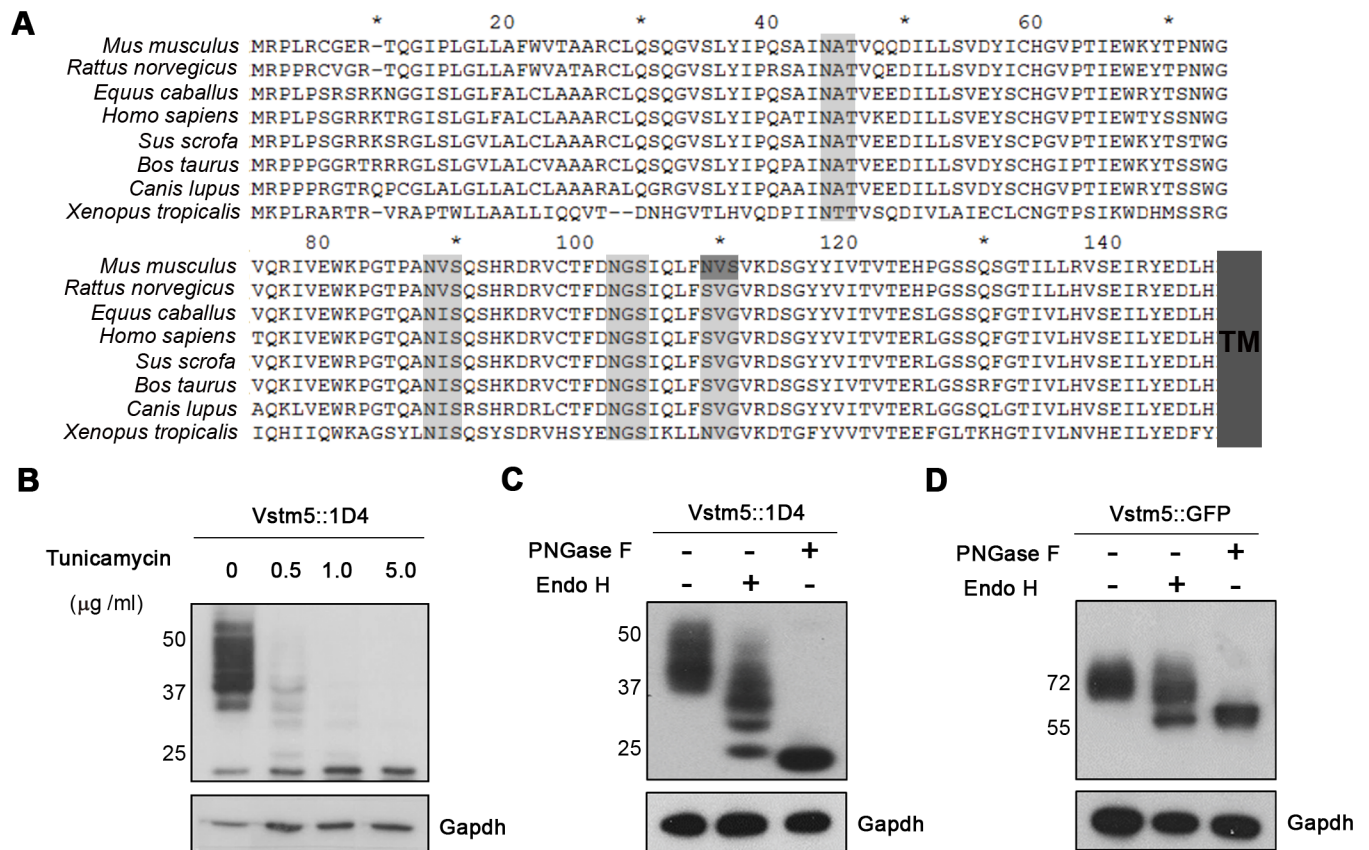 A
* 20 * 40 * 60 *
Mus musculus MRPLRCGER-TQGIPLGLLAFWVTAARCLQSQGVSLYIPQSAINATVQQDILLSVDYICHGVPTIEWKYTPNWG
Rattus norvegicus MRPPRCVGR-TQGIPLGLLAFWVATARCLQSQGVSLYIPRSAINATVQEDILLSVDYICHGVPTIEWEYTPNWG
Equus caballus MRPLPSRSRKNGGISLGLFALCLAAARCLQSQGVSLYIPQSAINATVEEDILLSVEYSCHGVPTIEWRYTSNWG
Homo sapiens MRPLPSGRRKTRGISLGLFALCLAAARCLQSQGVSLYIPQATINATVKEDILLSVEYSCHGVPTIEWTYSSNWG
Sus scrofa MRPLPSGRRKSRGLSLGVLALCLAAARCLQSQGVSLYIPQSAINATVEEDILLSVEYSCPGVPTIEWKYTSTWG
Bos taurus MRPPPGGRTRRRGLSLGVLALCVAAARCLQSQGVSLYIPQPAINATVEEDILLSVDYSCHGIPTIEWKYTSSWG
Canis lupus MRPPPRGTRQPCGLALGLLALCLAAARALQGRGVSLYIPQAAINATVEEDILLSVDYSCHGVPTIEWRYTSSWG
Xenopus tropicalis MKPLRARTR-VRAPTWLLAALLIQQVT--DNHGVTLHVQDPIINTTVSQDIVLAIECLCNGTPSIKWDHMSSRG
80 * 100 * 120 * 140
Mus musculus VQRIVEWKPGTPANVSQSHRDRVCTFDNGSIQLFNVSVKDSGYYIVTVTEHPGSSQSGTILLRVSEIRYEDLH
Rattus norvegicus VQKIVEWKPGTPANVSQSHRDRVCTFDNGSIQLFSVGVRDSGYYVITVTEHPGSSQSGTILLHVSEIRYEDLH
Equus caballus VQKIVEWKPGTQANISQSHKDRVCTFDNGSIQLFSVGVRDSGYYVITVTEHLGSSQFGTIVLHVSEIRYEDLH
Homo sapiens TQKIVEWKPGTQANISQSHKDRVCTFDNGSIQLFSVGVRDSGYYVITVTERLGSSQFGTIVLHVSEILYEDLH
Sus scrofa VQKIVEWRPGTQANISQSHKDRVCTFDNGSIQLFSVGVRDSGYYVITVTERLGSSQFGTIVLHVSEILYEDLH
Bos taurus VQKIVEWKPGTQANISQSHKDRVCTFDNGSIQLFSVGVRDSGSYIVTVTERLGSSRFGTIVLHVSEILYEDLH
Canis lupus AQKLVEWRPGTQANISRSHRDRLCTFDNGSIQLFSVGVRDSGYYVITVTERLGGSQLGTIVLHVSEILYEDLH
Xenopus tropicalis IQHIIQWKAGSYLNISQSYSDRVHSYENGSIKLLNVGVKDTGFYVVTVTEEFGLTKHGTIVLNVHEILYEDFY
TM
B
Vstm5::1D4
Tunicamycin 0 0.5 1.0 5.0
(µg /ml)
50
37
25
Gapdh
C
Vstm5::1D4
PNGase F - - +
Endo H - + -
50
37
25
Gapdh
D
Vstm5::GFP
PNGase F - - +
Endo H - + -
72
55
Gapdh